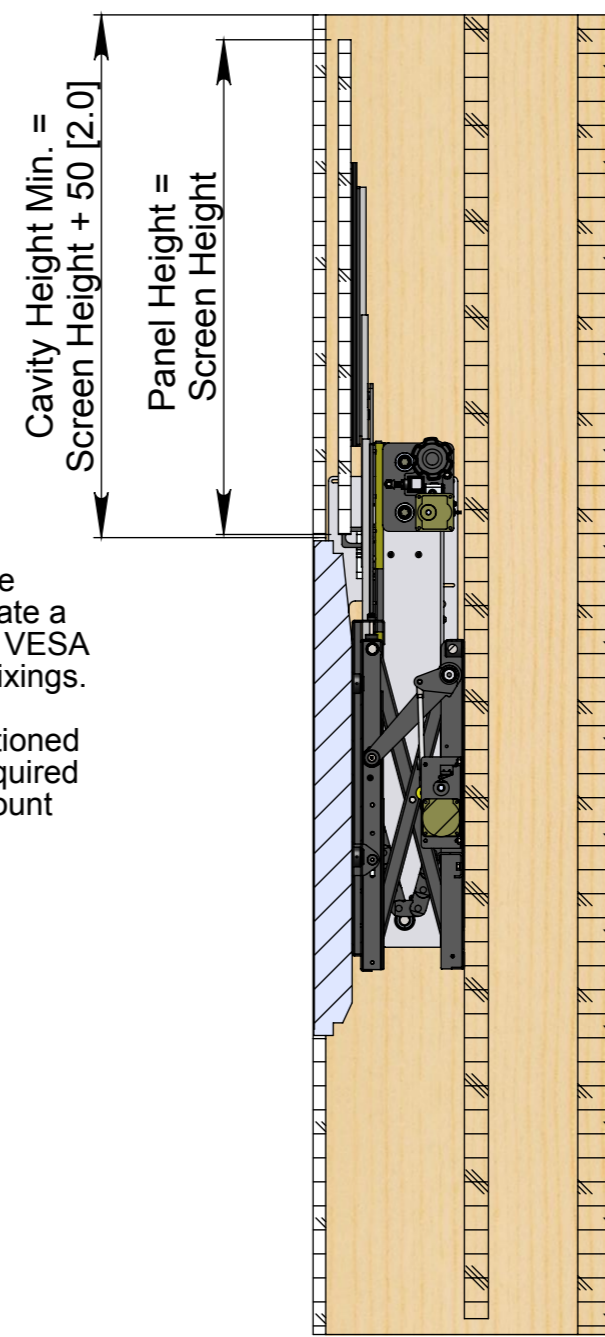 Cavity Height Min. =
Screen Height + 50 [2.0]
Panel Height =
Screen Height
e
ate a
VESA
ixings.
tioned
quired
ount